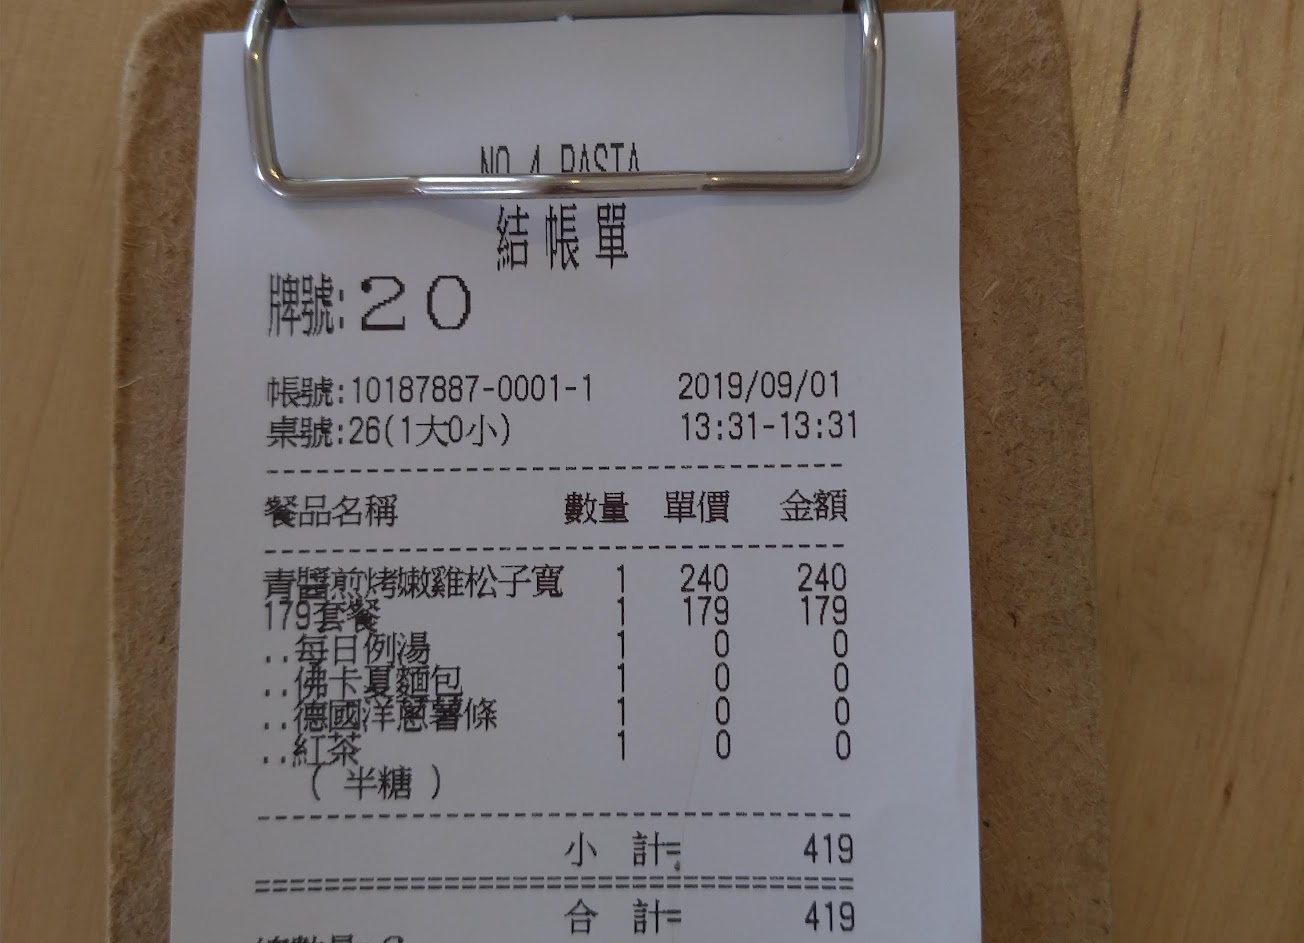 NO.4 PASTA
結帳單
牌號:20
帳號:10187887-0001-1 2019/09/01
桌號:26(1大0小) 13:31-13:31
餐品名稱 數量 單價 金額
青醬煎烤嫩雞松子寬 1 240 240
179套餐 1 179 179
..每日例湯 1 0 0
..佛卡夏麵包 1 0 0
..德國洋蔥薯條 1 0 0
..紅茶 1 0 0
( 半糖 )
小 計= 419
合 計= 419